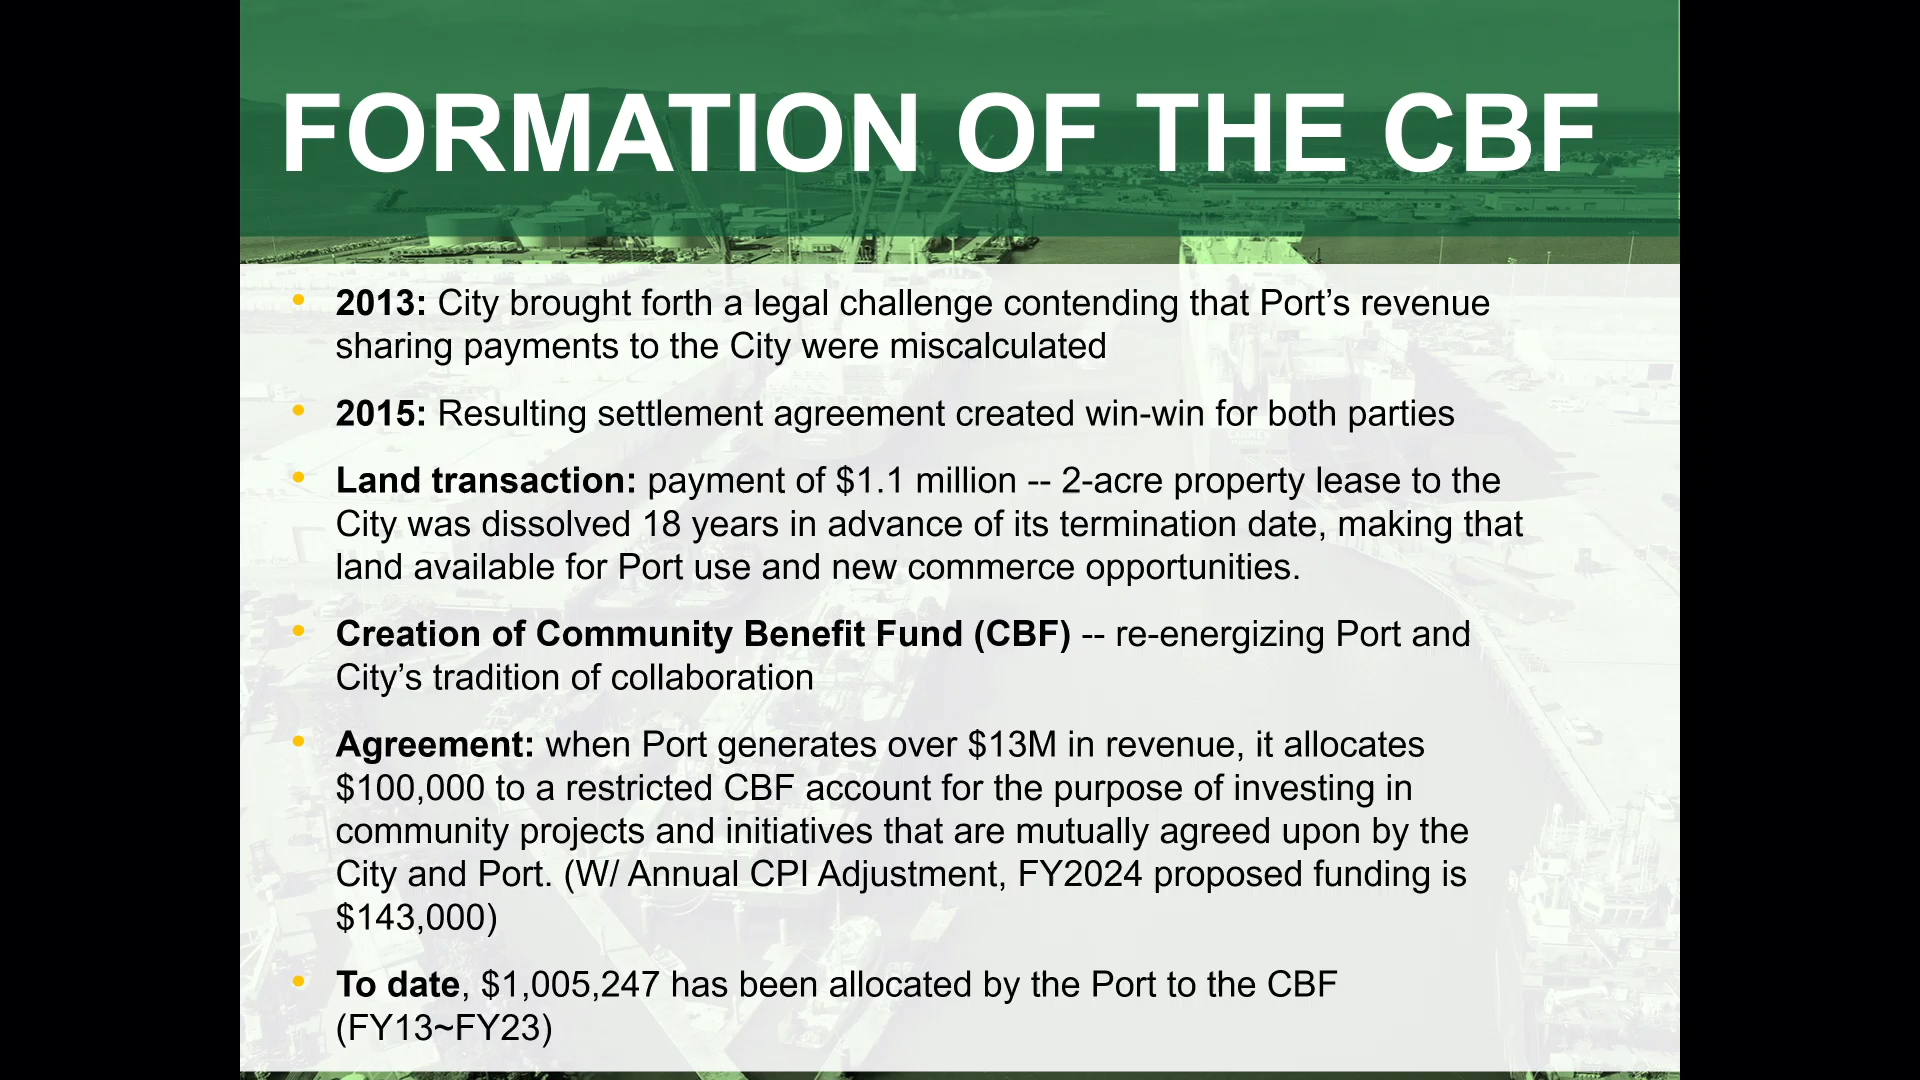 FORMATION OF THE CBF
• 2013: City brought forth a legal challenge contending that Port’s revenue
sharing payments to the City were miscalculated
• 2015: Resulting settlement agreement created win-win for both parties
• Land transaction: payment of $1.1 million -- 2-acre property lease to the
City was dissolved 18 years in advance of its termination date, making that
land available for Port use and new commerce opportunities.
• Creation of Community Benefit Fund (CBF) -- re-energizing Port and
City’s tradition of collaboration
• Agreement: when Port generates over $13M in revenue, it allocates
$100,000 to a restricted CBF account for the purpose of investing in
community projects and initiatives that are mutually agreed upon by the
City and Port. (W/ Annual CPI Adjustment, FY2024 proposed funding is
$143,000)
• To date, $1,005,247 has been allocated by the Port to the CBF
(FY13~FY23)